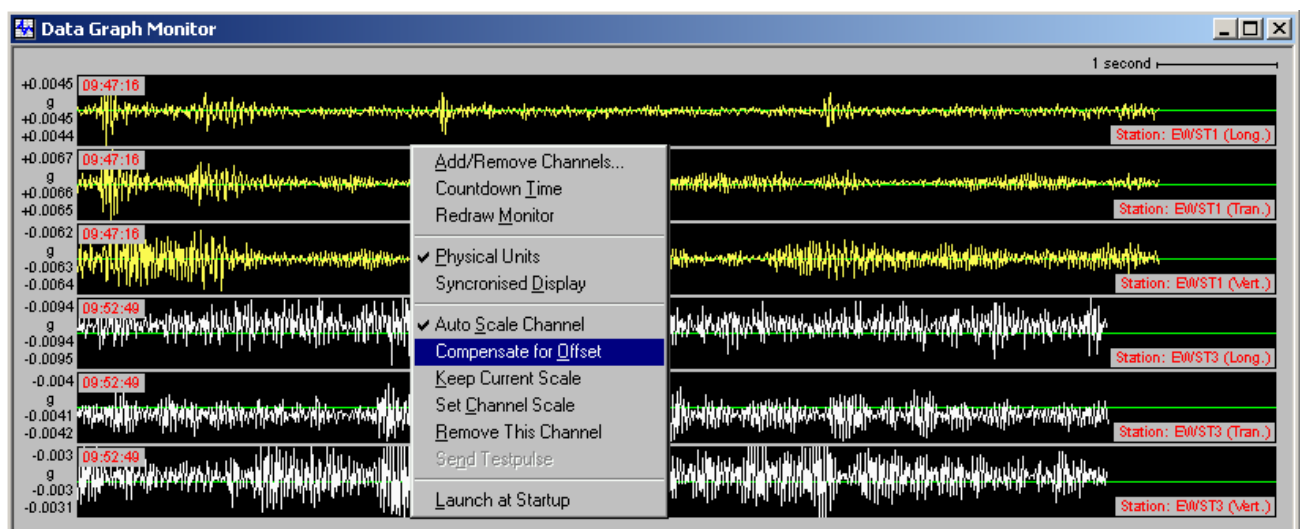 Data Graph Monitor
1 second
+0.0045 09:47:16
g
+0.0045
+0.0044 Station: EWST1 (Long.)
+0.0067 09:47:16
g
+0.0066
+0.0065 Station: EWST1 (Tran.)
-0.0062 09:47:16
g
-0.0063
-0.0064 Station: EWST1 (Vert.)
-0.0094 09:52:49
g
-0.0094
-0.0095 Station: EWST3 (Long.)
-0.004 09:52:49
g
-0.0041
-0.0042 Station: EWST3 (Tran.)
-0.003 09:52:49
g
-0.003
-0.0031 Station: EWST3 (Vert.)
Add/Remove Channels...
Countdown Time
Redraw Monitor
Physical Units
Syncronised Display
Auto Scale Channel
Compensate for Offset
Keep Current Scale
Set Channel Scale
Remove This Channel
Send Testpulse
Launch at Startup